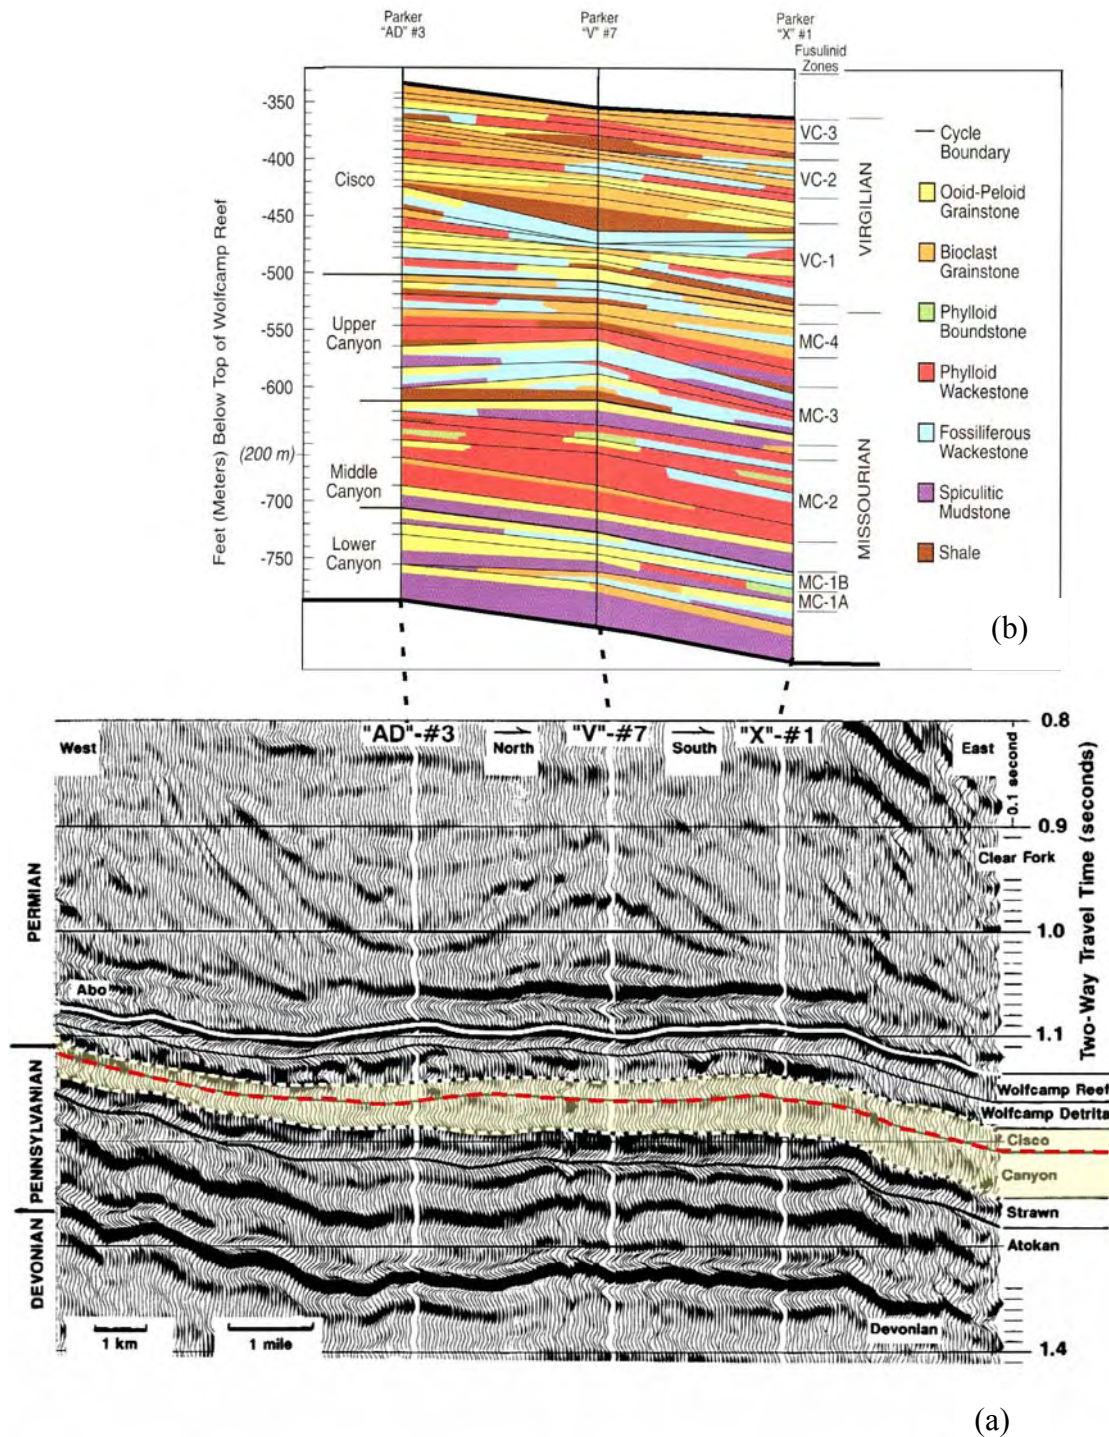 Parker
"AD" #3
Parker
"V" #7
Parker
"X" #1
Fusulinid
Zones
-350
-400
-450
-500
-550
-600
(200 m)
-700
-750
Feet (Meters) Below Top of Wolfcamp Reef
Cisco
Upper
Canyon
Middle
Canyon
Lower
Canyon
VC-3
VC-2
VC-1
MC-4
MC-3
MC-2
MC-1B
MC-1A
VIRGILIAN
MISSOURIAN
Cycle
Boundary
Ooid-Peloid
Grainstone
Bioclast
Grainstone
Phylloid
Boundstone
Phylloid
Wackestone
Fossiliferous
Wackestone
Spiculitic
Mudstone
Shale
(b)
West
"AD"-#3
North
"V"-#7
South
"X"-#1
East
0.1 second
0.8
0.9
1.0
1.1
1.4
Two-Way Travel Time (seconds)
Clear Fork
Abo
PERMIAN
PENNSYLVANIAN
DEVONIAN
Wolfcamp Reef
Wolfcamp Detrita
Cisco
Canyon
Strawn
Atokan
Devonian
1 km
1 mile
(a)